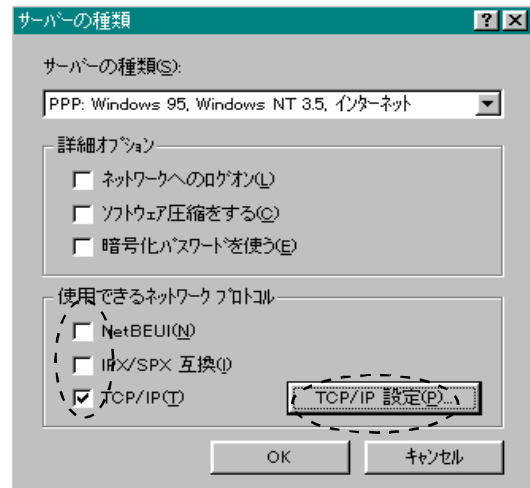 サーバーの種類
サーバーの種類(S):
PPP: Windows 95, Windows NT 3.5, インターネット
詳細オプション
ネットワークへのログオン(L)
ソフトウェア圧縮をする(C)
暗号化パスワードを使う(E)
使用できるネットワーク プロトコル
NetBEUI(N)
IPX/SPX 互換(I)
TCP/IP(T)
TCP/IP 設定(P)...
OK
キャンセル